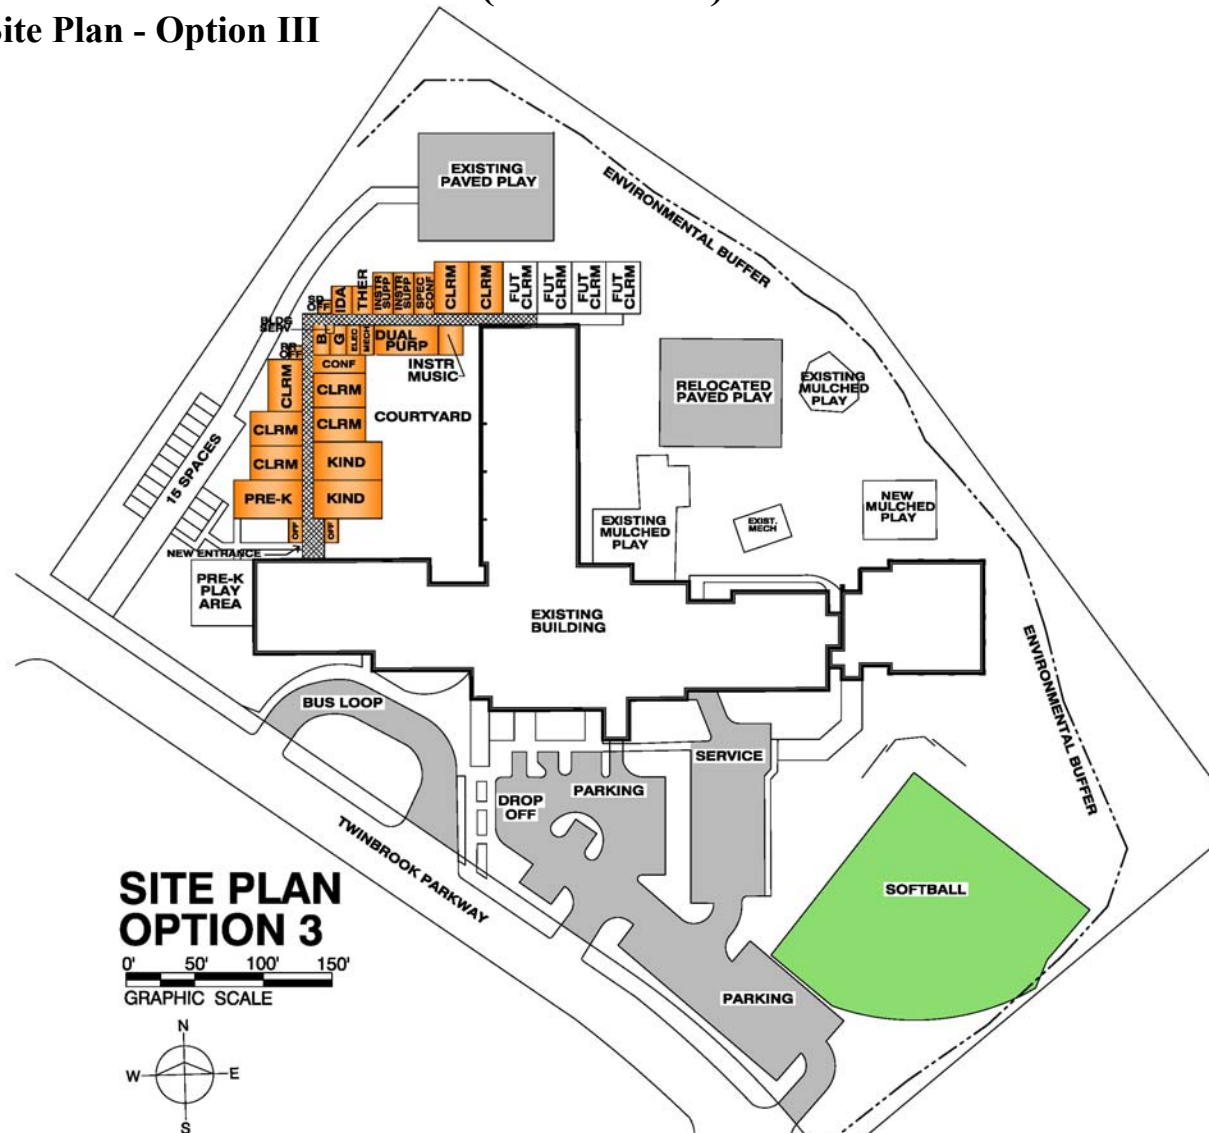 Site Plan - Option III
EXISTING
PAVED PLAY
ENVIRONMENTAL BUFFER
IDA
THER
INSTR
SUPP
INSTR
SUPP
SPEC
CONF
CLRM
CLRM
FUT
CLRM
FUT
CLRM
FUT
CLRM
FUT
CLRM
BLDG
SERV
B
G
ELEC
MECH
DUAL
PURP
INSTR
MUSIC
CONF
CLRM
CLRM
CLRM
COURTYARD
RELOCATED
PAVED PLAY
EXISTING
MULCHED
PLAY
CLRM
CLRM
KIND
15 SPACES
PRE-K
KIND
OFF
OFF
NEW ENTRANCE
EXISTING
MULCHED
PLAY
EXIST.
MECH
NEW
MULCHED
PLAY
PRE-K
PLAY
AREA
EXISTING
BUILDING
ENVIRONMENTAL BUFFER
BUS LOOP
SERVICE
DROP
OFF
PARKING
TWINBROOK PARKWAY
SOFTBALL
PARKING
SITE PLAN
OPTION 3
0' 50' 100' 150'
GRAPHIC SCALE
N
W E
S